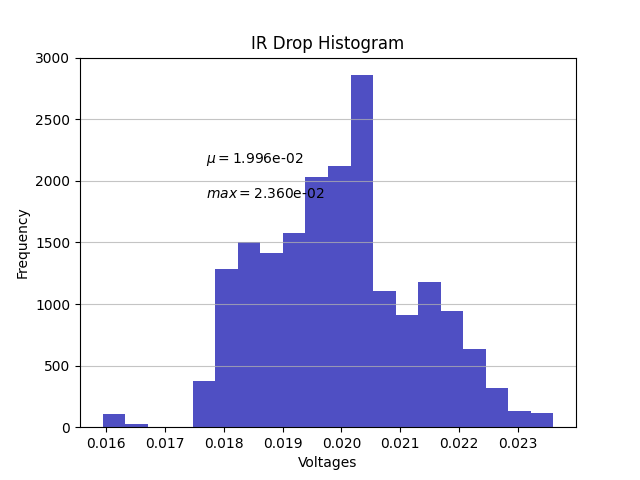 IR Drop Histogram
3000
2500
2000
1500
1000
500
0
Frequency
μ = 1.996e-02
max = 2.360e-02
0.016 0.017 0.018 0.019 0.020 0.021 0.022 0.023
Voltages